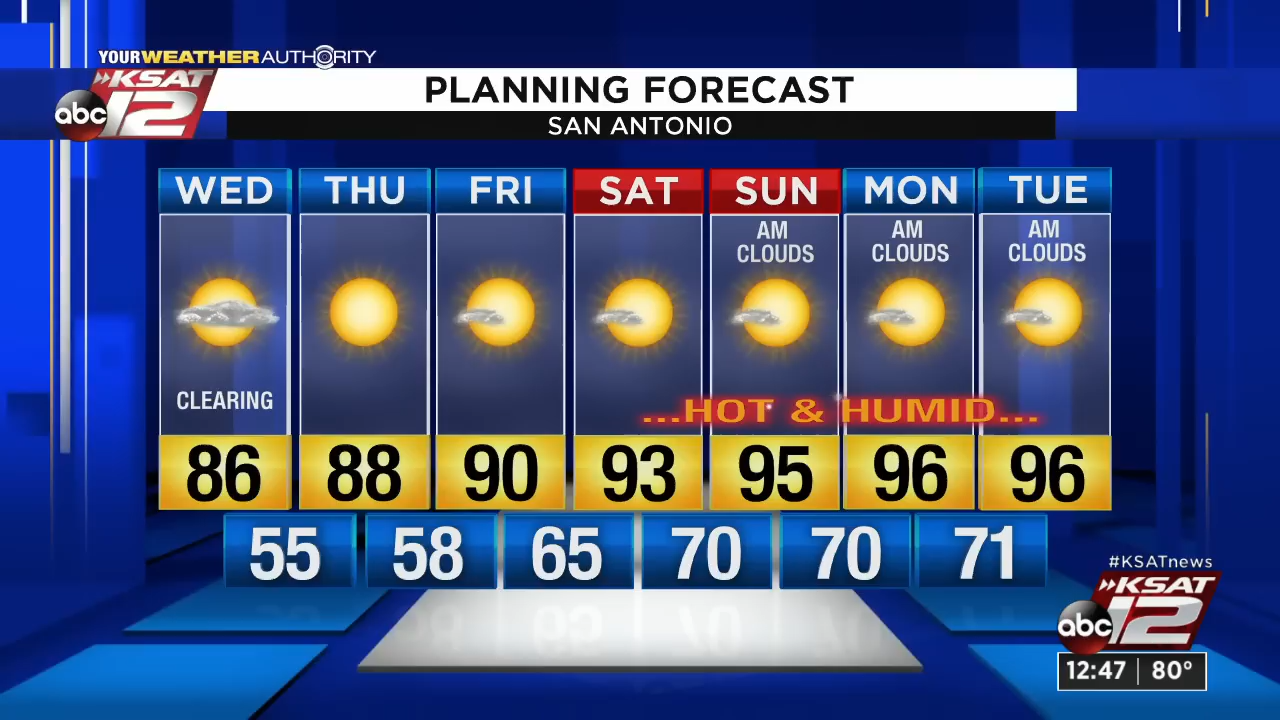 YOURWEATHERAUTHORITY
KSAT
abc 12
PLANNING FORECAST
SAN ANTONIO
WED THU FRI SAT SUN MON TUE
AM CLOUDS AM CLOUDS AM CLOUDS
CLEARING
...HOT & HUMID...
86 88 90 93 95 96 96
55 58 65 70 70 71
#KSATnews
KSAT
abc 12
12:47 80°